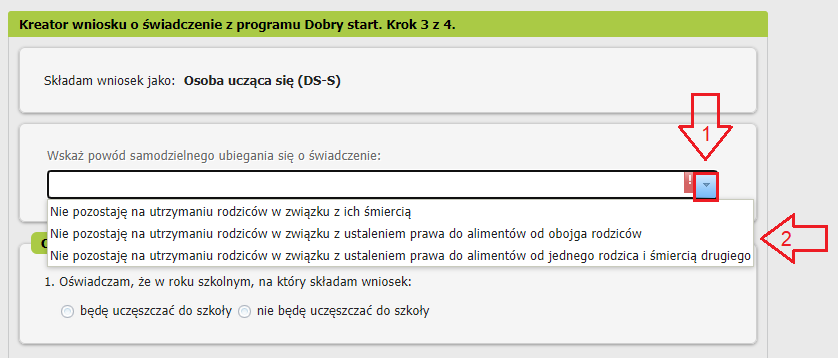 Kreator wniosku o świadczenie z programu Dobry start. Krok 3 z 4.
Składam wniosek jako: Osoba ucząca się (DS-S)
1
Wskaż powód samodzielnego ubiegania się o świadczenie:
!
Nie pozostaję na utrzymaniu rodziców w związku z ich śmiercią
Nie pozostaję na utrzymaniu rodziców w związku z ustaleniem prawa do alimentów od obojga rodziców
2
Nie pozostaję na utrzymaniu rodziców w związku z ustaleniem prawa do alimentów od jednego rodzica i śmiercią drugiego
1. Oświadczam, że w roku szkolnym, na który składam wniosek:
będę uczęszczać do szkoły nie będę uczęszczać do szkoły